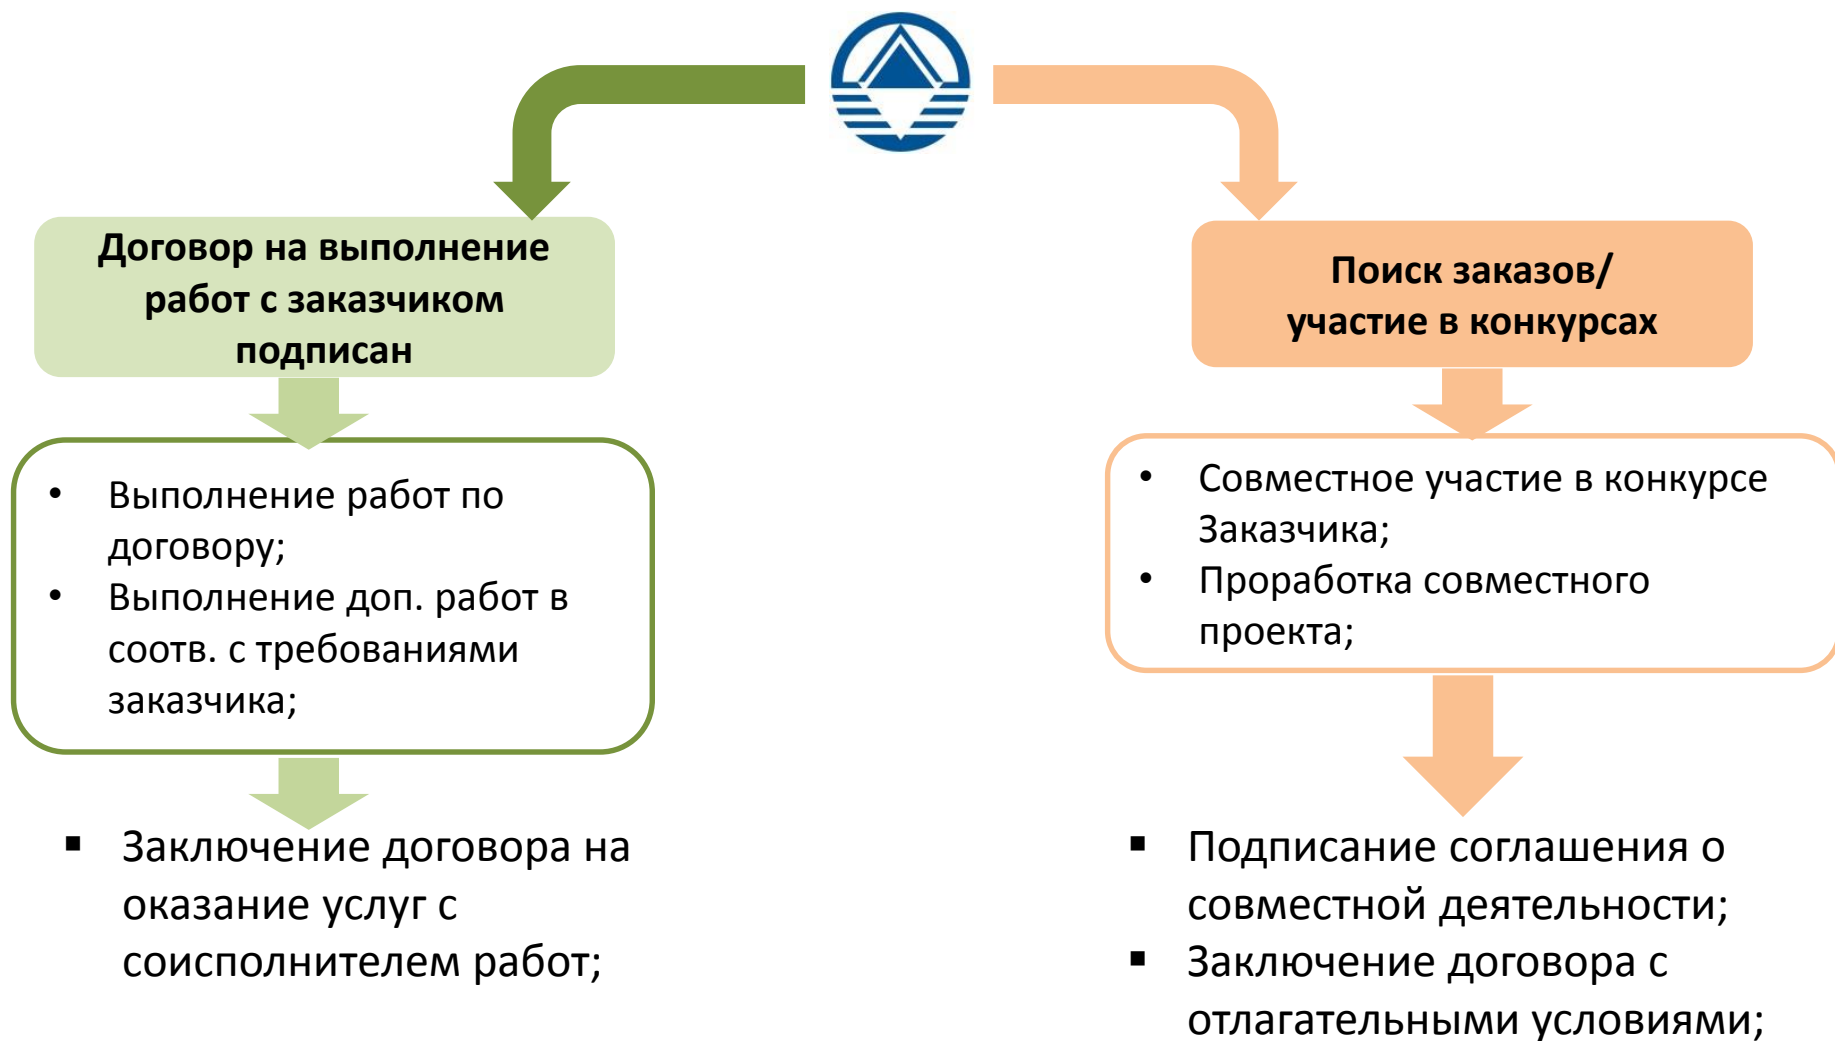 Договор на выполнение
работ с заказчиком
подписан
• Выполнение работ по
договору;
• Выполнение доп. работ в
соотв. с требованиями
заказчика;
▪ Заключение договора на
оказание услуг с
соисполнителем работ;
Поиск заказов/
участие в конкурсах
• Совместное участие в конкурсе
Заказчика;
• Проработка совместного
проекта;
▪ Подписание соглашения о
совместной деятельности;
▪ Заключение договора с
отлагательными условиями;